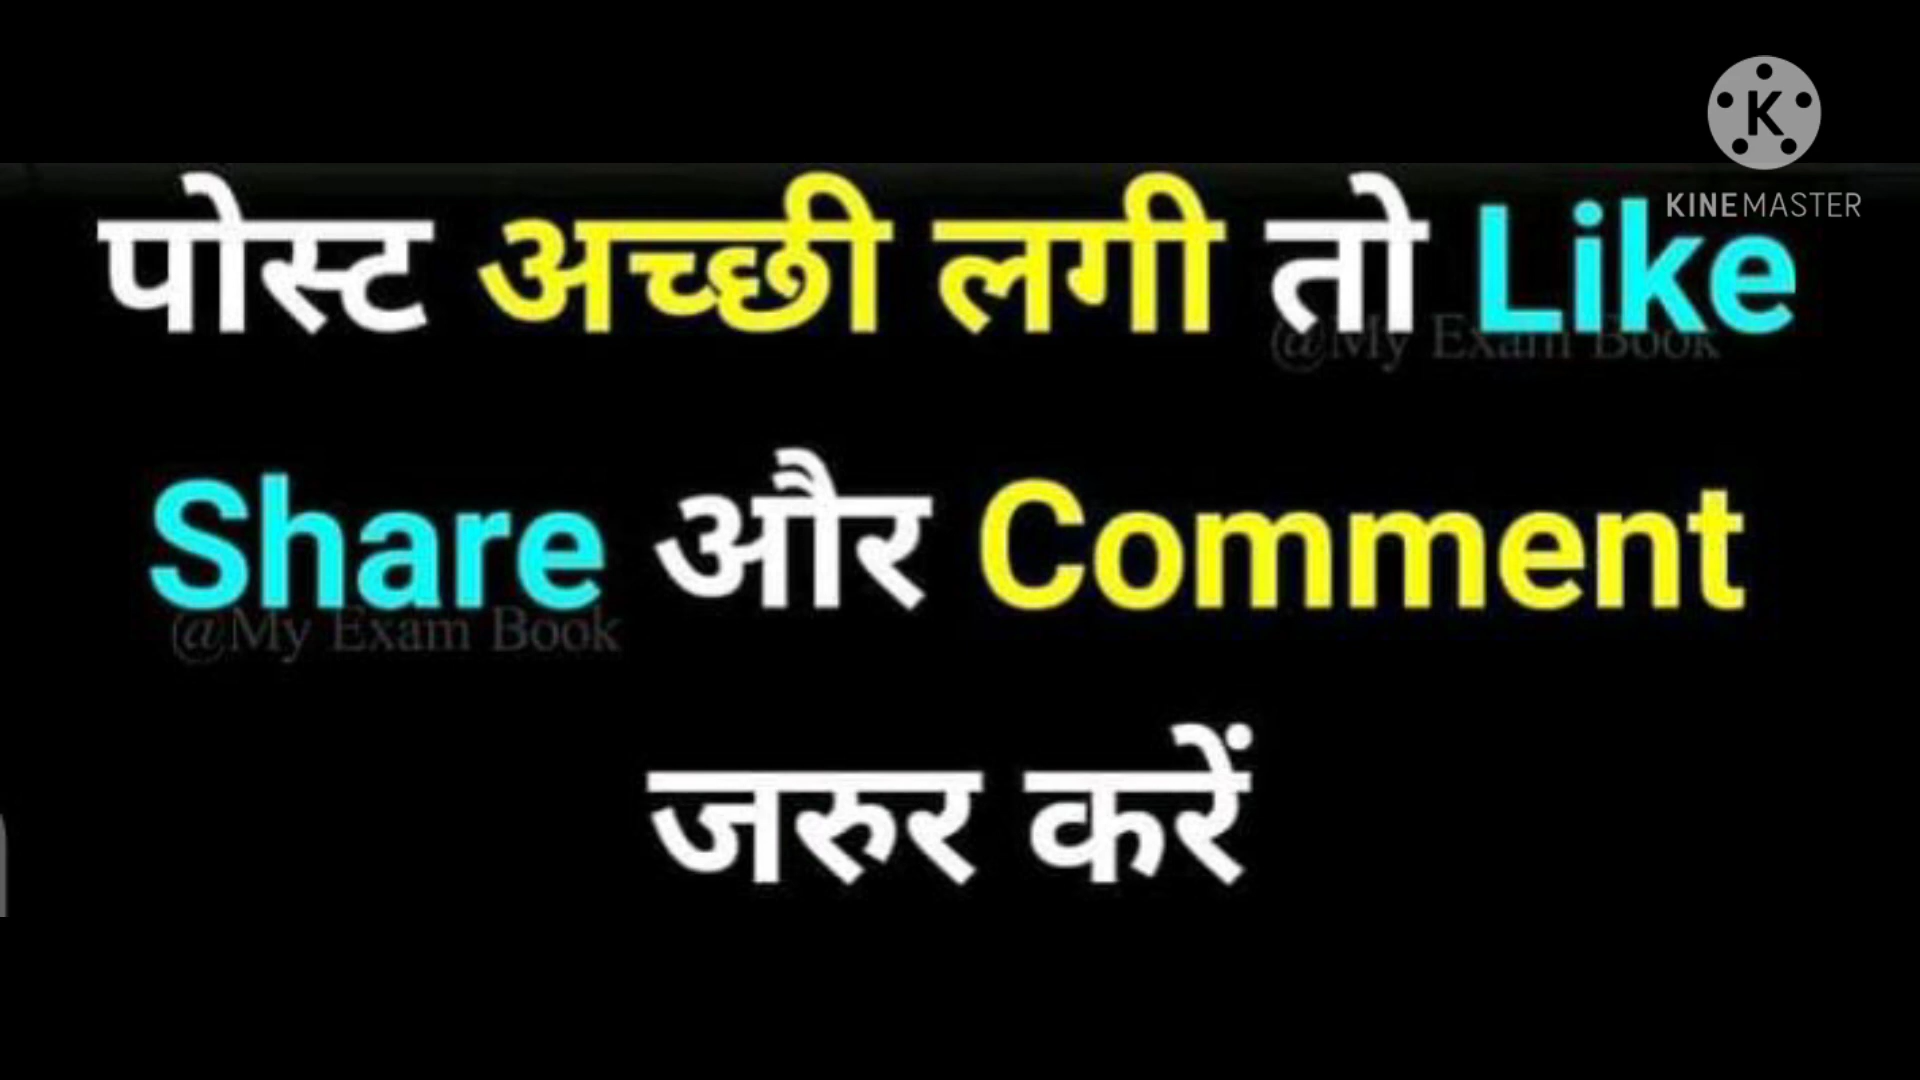 KINEMASTER
पोस्ट अच्छी लगी तो Like
@My Exam Book
Share और Comment
@My Exam Book
जरुर करें